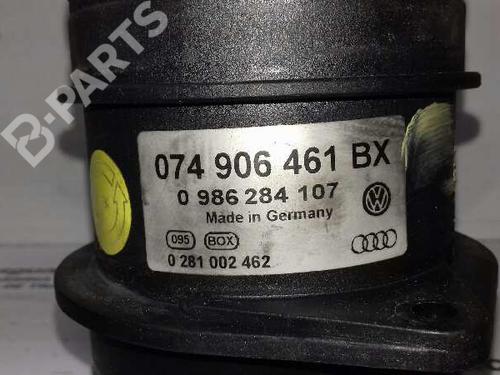 B-PARTS
074 906 461 BX
0 986 284 107
Made in Germany
095 BOX
0 281 002 462